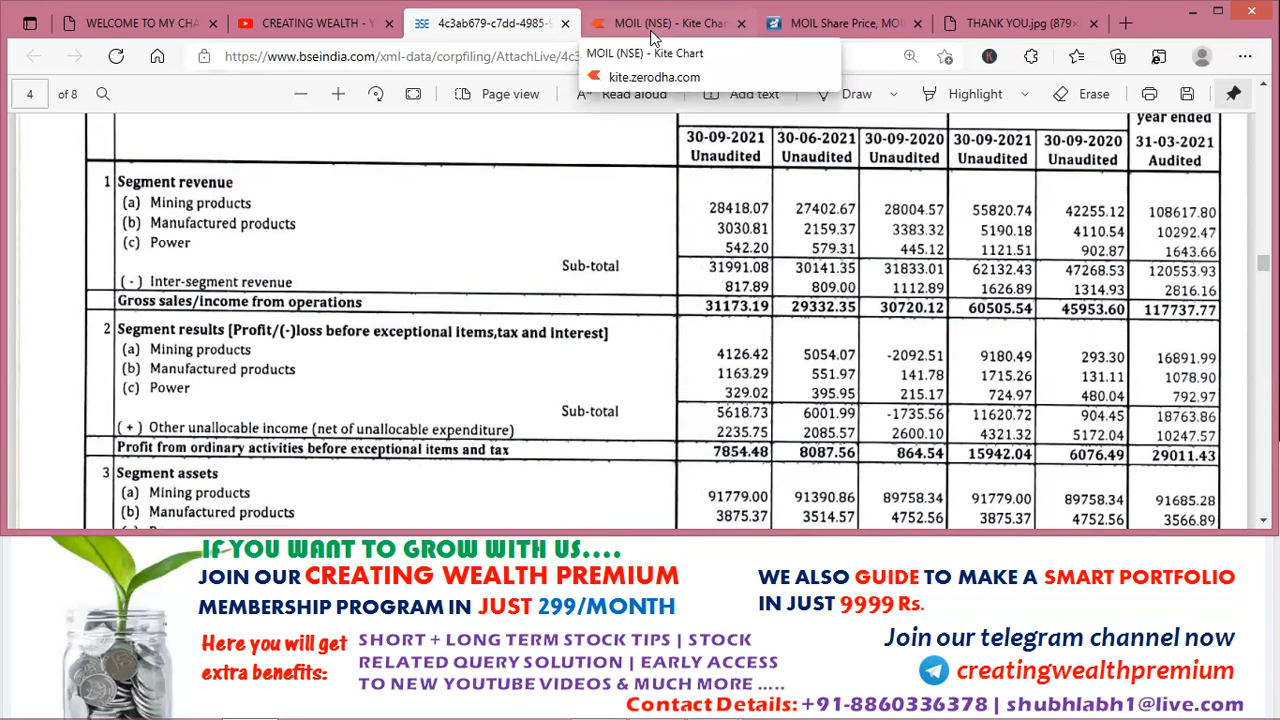 WELCOME TO MY CHA
CREATING WEALTH - Y
4c3ab679-c7dd-4985-9
MOIL (NSE) - Kite Char
MOIL Share Price, MOI
THANK YOU.jpg (879×
https://www.bseindia.com/xml-data/corpfiling/AttachLive/4c3
MOIL (NSE) - Kite Chart
kite.zerodha.com
4 of 8
Page view
Read aloud
Add text
Draw
Highlight
Erase
year ended
30-09-2021 30-06-2021 30-09-2020 30-09-2021 30-09-2020 31-03-2021
Unaudited Unaudited Unaudited Unaudited Unaudited Audited
1 Segment revenue
(a) Mining products 28418.07 27402.67 28004.57 55820.74 42255.12 108617.80
(b) Manufactured products 3030.81 2159.37 3383.32 5190.18 4110.54 10292.47
(c) Power 542.20 579.31 445.12 1121.51 902.87 1643.66
Sub-total 31991.08 30141.35 31833.01 62132.43 47268.53 120553.93
(-) Inter-segment revenue 817.89 809.00 1112.89 1626.89 1314.93 2816.16
Gross sales/income from operations 31173.19 29332.35 30720.12 60505.54 45953.60 117737.77
2 Segment results [Profit/(-)loss before exceptional items,tax and interest]
(a) Mining products 4126.42 5054.07 -2092.51 9180.49 293.30 16891.99
(b) Manufactured products 1163.29 551.97 141.78 1715.26 131.11 1078.90
(c) Power 329.02 395.95 215.17 724.97 480.04 792.97
Sub-total 5618.73 6001.99 -1735.56 11620.72 904.45 18763.86
(+) Other unallocable income (net of unallocable expenditure) 2235.75 2085.57 2600.10 4321.32 5172.04 10247.57
Profit from ordinary activities before exceptional items and tax 7854.48 8087.56 864.54 15942.04 6076.49 29011.43
3 Segment assets
(a) Mining products 91779.00 91390.86 89758.34 91779.00 89758.34 91685.28
(b) Manufactured products 3875.37 3514.57 4752.56 3875.37 4752.56 3566.89
IF YOU WANT TO GROW WITH US....
JOIN OUR CREATING WEALTH PREMIUM
MEMBERSHIP PROGRAM IN JUST 299/MONTH
WE ALSO GUIDE TO MAKE A SMART PORTFOLIO
IN JUST 9999 Rs.
Here you will get
extra benefits:
SHORT + LONG TERM STOCK TIPS | STOCK
RELATED QUERY SOLUTION | EARLY ACCESS
TO NEW YOUTUBE VIDEOS & MUCH MORE .....
Join our telegram channel now
creatingwealthpremium
Contact Details: +91-8860336378 | shubhlabh1@live.com